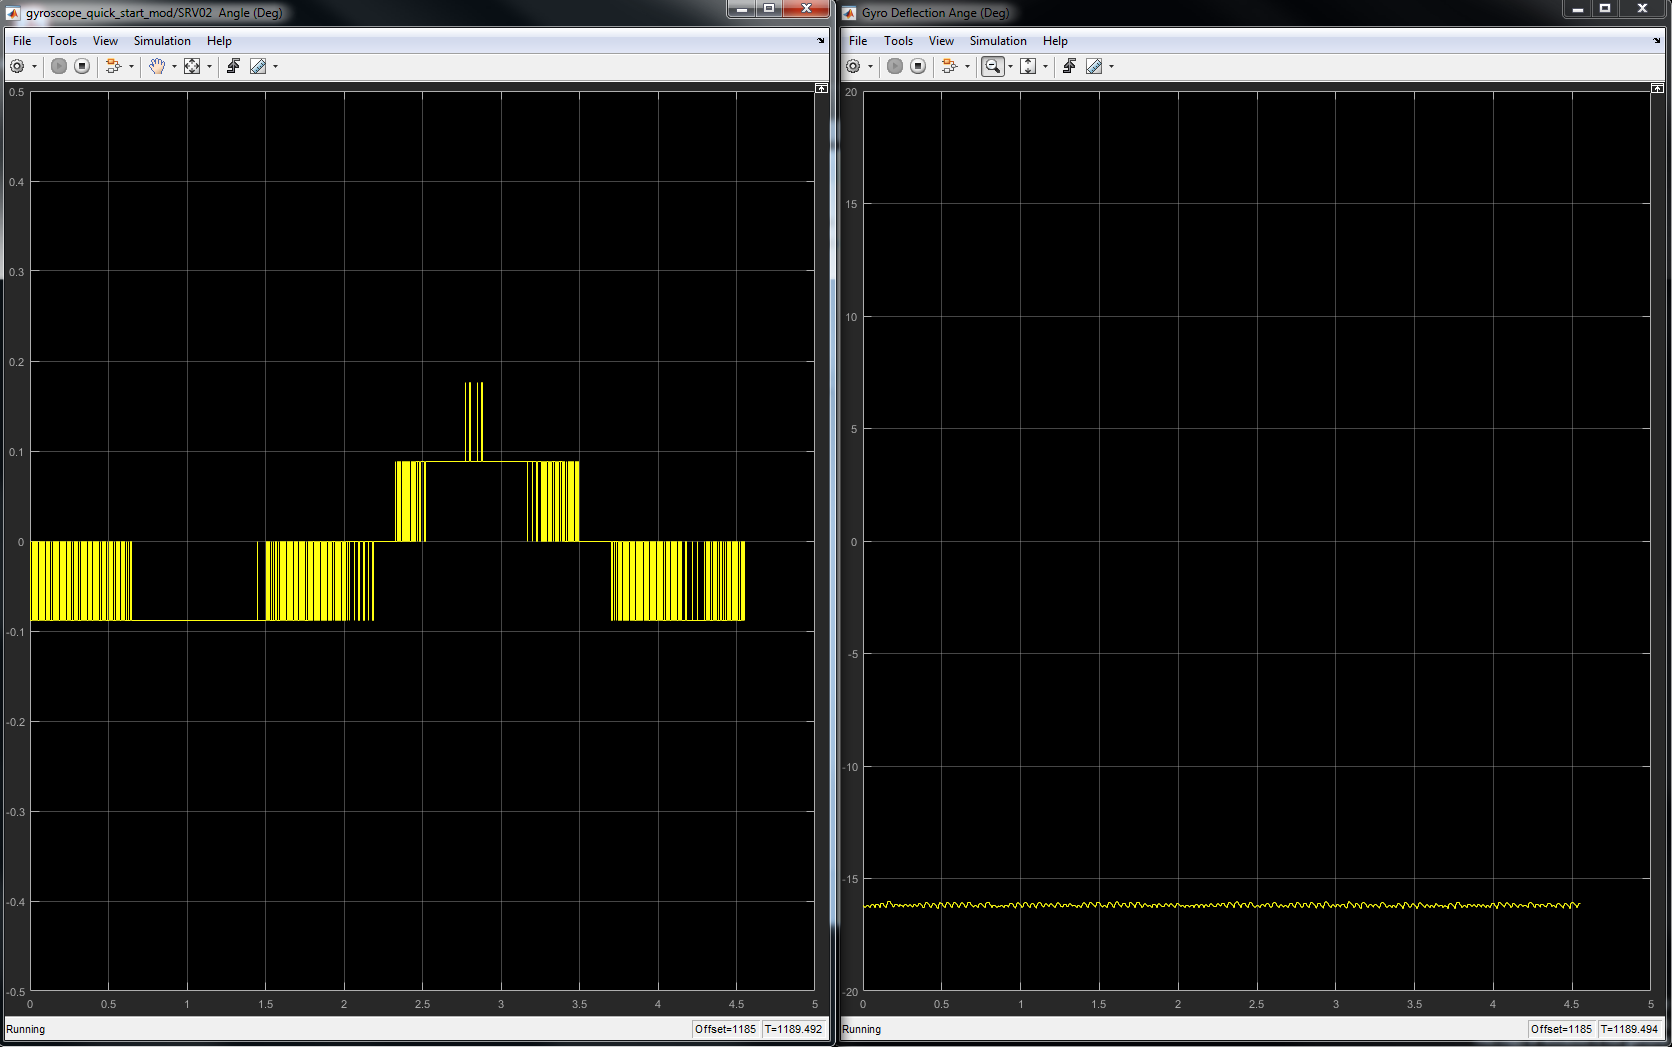 gyroscope_quick_start_mod/SRV02  Angle (Deg)
File Tools View Simulation Help
0.5
0.4
0.3
0.2
0.1
0
-0.1
-0.2
-0.3
-0.4
-0.5
0 0.5 1 1.5 2 2.5 3 3.5 4 4.5 5
Running Offset=1185 T=1189.492
Gyro Deflection Ange (Deg)
File Tools View Simulation Help
20
15
10
5
0
-5
-10
-15
-20
0 0.5 1 1.5 2 2.5 3 3.5 4 4.5 5
Running Offset=1185 T=1189.494